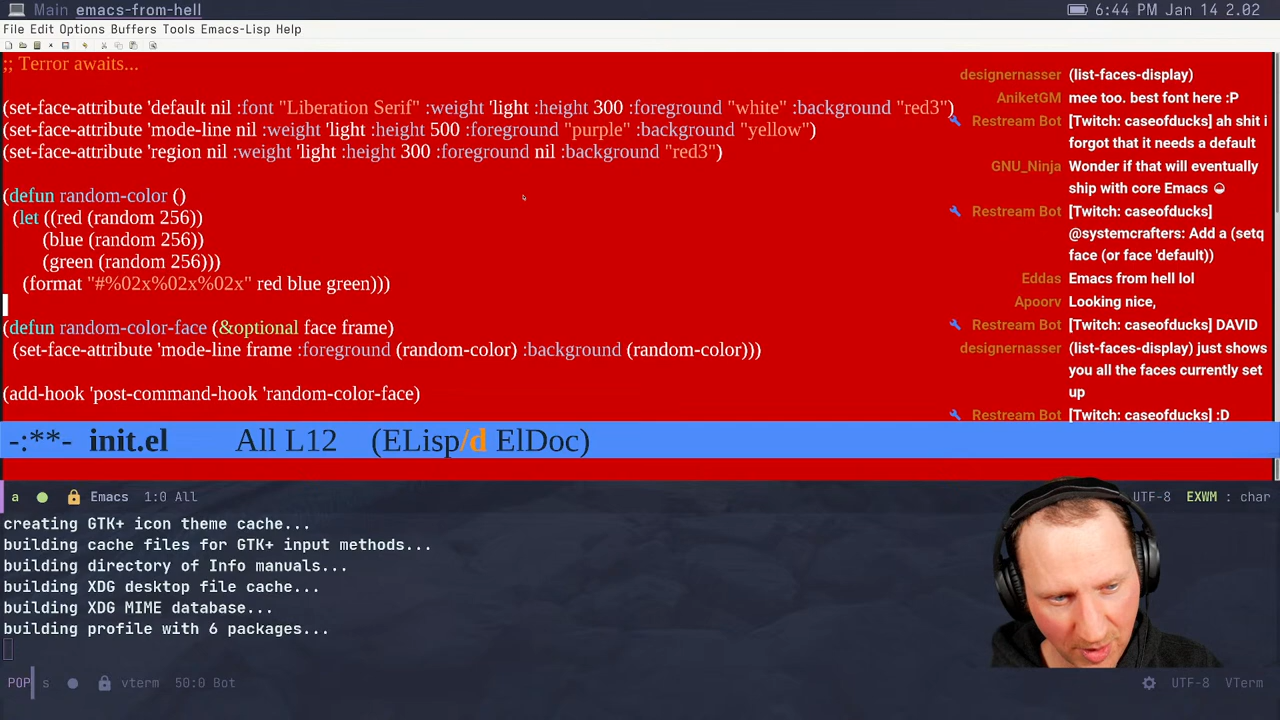 Main emacs-from-hell
6:44 PM Jan 14 2.02
File Edit Options Buffers Tools Emacs-Lisp Help
;; Terror awaits...
(set-face-attribute 'default nil :font "Liberation Serif" :weight 'light :height 300 :foreground "white" :background "red3")
(set-face-attribute 'mode-line nil :weight 'light :height 500 :foreground "purple" :background "yellow")
(set-face-attribute 'region nil :weight 'light :height 300 :foreground nil :background "red3")
(defun random-color ()
(let ((red (random 256))
(blue (random 256))
(green (random 256)))
(format "#%02x%02x%02x" red blue green)))
(defun random-color-face (&optional face frame)
(set-face-attribute 'mode-line frame :foreground (random-color) :background (random-color)))
(add-hook 'post-command-hook 'random-color-face)
-:**- init.el All L12 (ELisp/d ElDoc)
designernasser (list-faces-display)
AniketGM mee too. best font here :P
Restream Bot [Twitch: caseofducks] ah shit i
forgot that it needs a default
GNU_Ninja Wonder if that will eventually
ship with core Emacs
Restream Bot [Twitch: caseofducks]
@systemcrafters: Add a (setq
face (or face 'default))
Eddas Emacs from hell lol
Apoorv Looking nice,
Restream Bot [Twitch: caseofducks] DAVID
designernasser (list-faces-display) just shows
you all the faces currently set
up
Restream Bot [Twitch: caseofducks] :D
a Emacs 1:0 All
UTF-8 EXWM : char
creating GTK+ icon theme cache...
building cache files for GTK+ input methods...
building directory of Info manuals...
building XDG desktop file cache...
building XDG MIME database...
building profile with 6 packages...
POP s vterm 50:0 Bot
UTF-8 VTerm